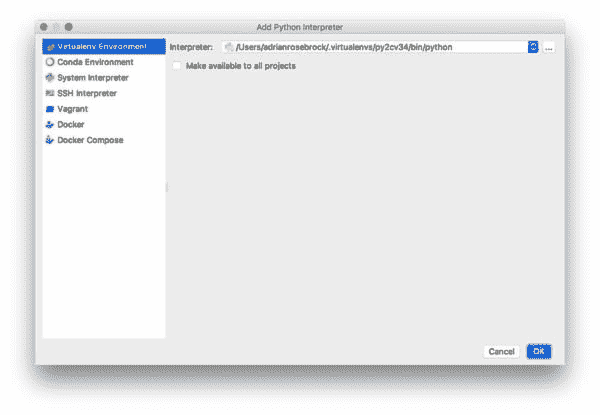 Add Python Interpreter
Virtualenv Environment
Interpreter: /Users/adrianrosebrock/.virtualenvs/py2cv34/bin/python ...
Conda Environment
Make available to all projects
System Interpreter
SSH Interpreter
Vagrant
Docker
Docker Compose
Cancel
OK